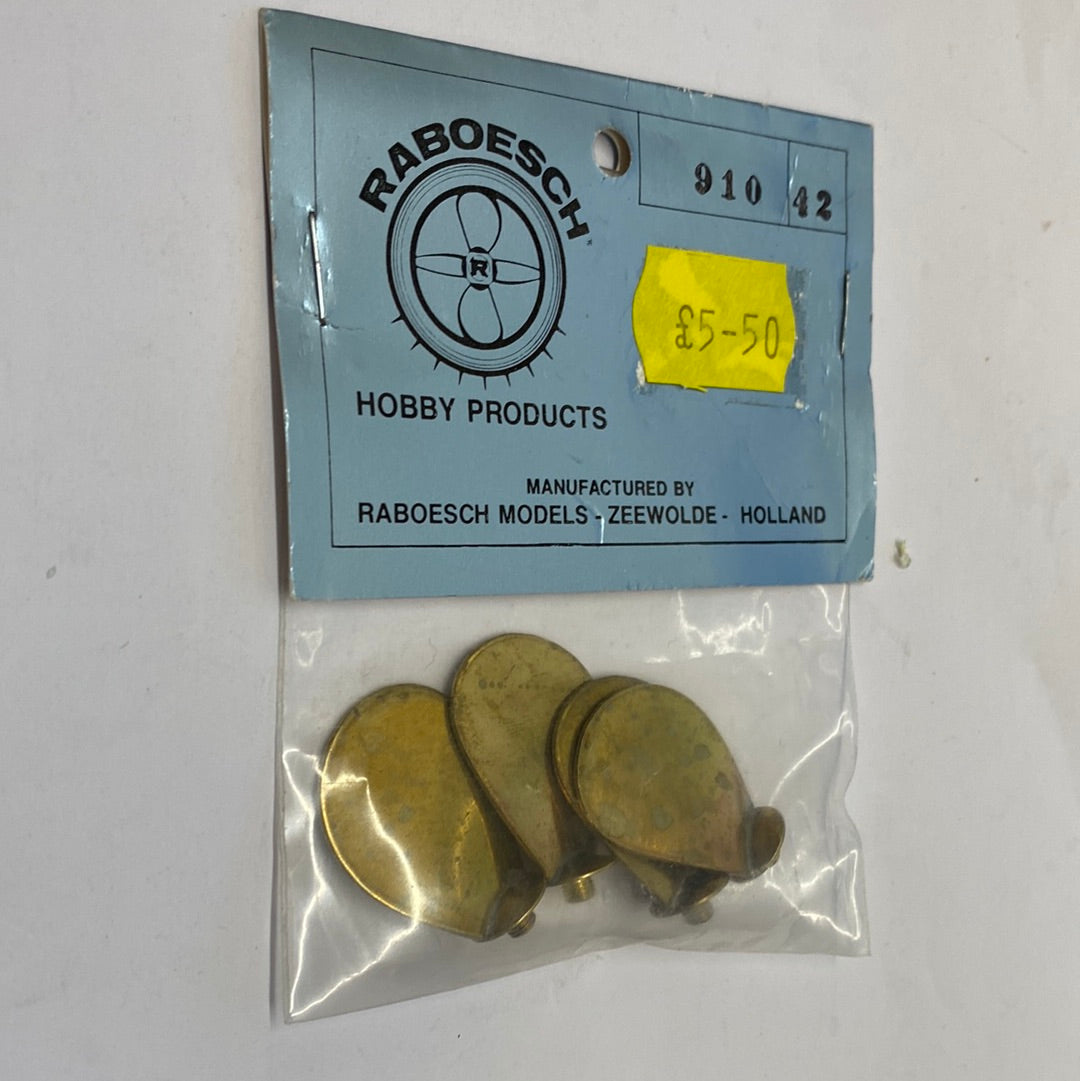 RABOESCH
R
910 42
£5-50
HOBBY PRODUCTS
MANUFACTURED BY
RABOESCH MODELS - ZEEWOLDE - HOLLAND